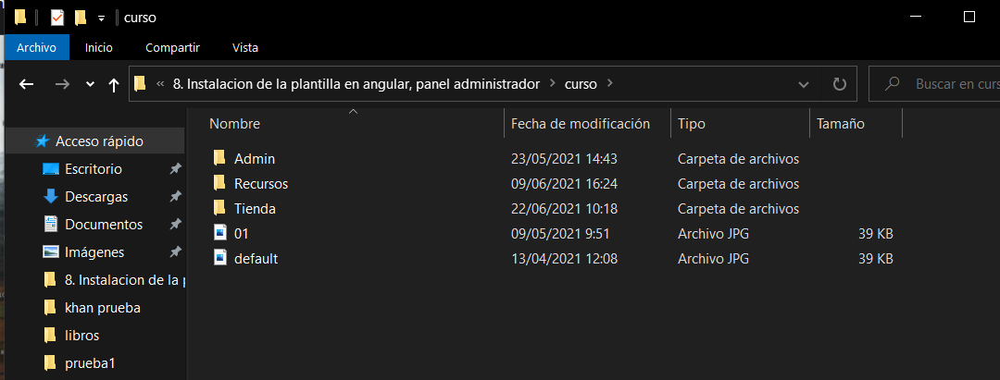 curso
Archivo Inicio Compartir Vista
« 8. Instalacion de la plantilla en angular, panel administrador > curso > Buscar en curs
Nombre Fecha de modificación Tipo Tamaño
Acceso rápido
Escritorio
Descargas
Documentos
Imágenes
8. Instalacion de la p
khan prueba
libros
prueba1
Admin 23/05/2021 14:43 Carpeta de archivos
Recursos 09/06/2021 16:24 Carpeta de archivos
Tienda 22/06/2021 10:18 Carpeta de archivos
01 09/05/2021 9:51 Archivo JPG 39 KB
default 13/04/2021 12:08 Archivo JPG 39 KB